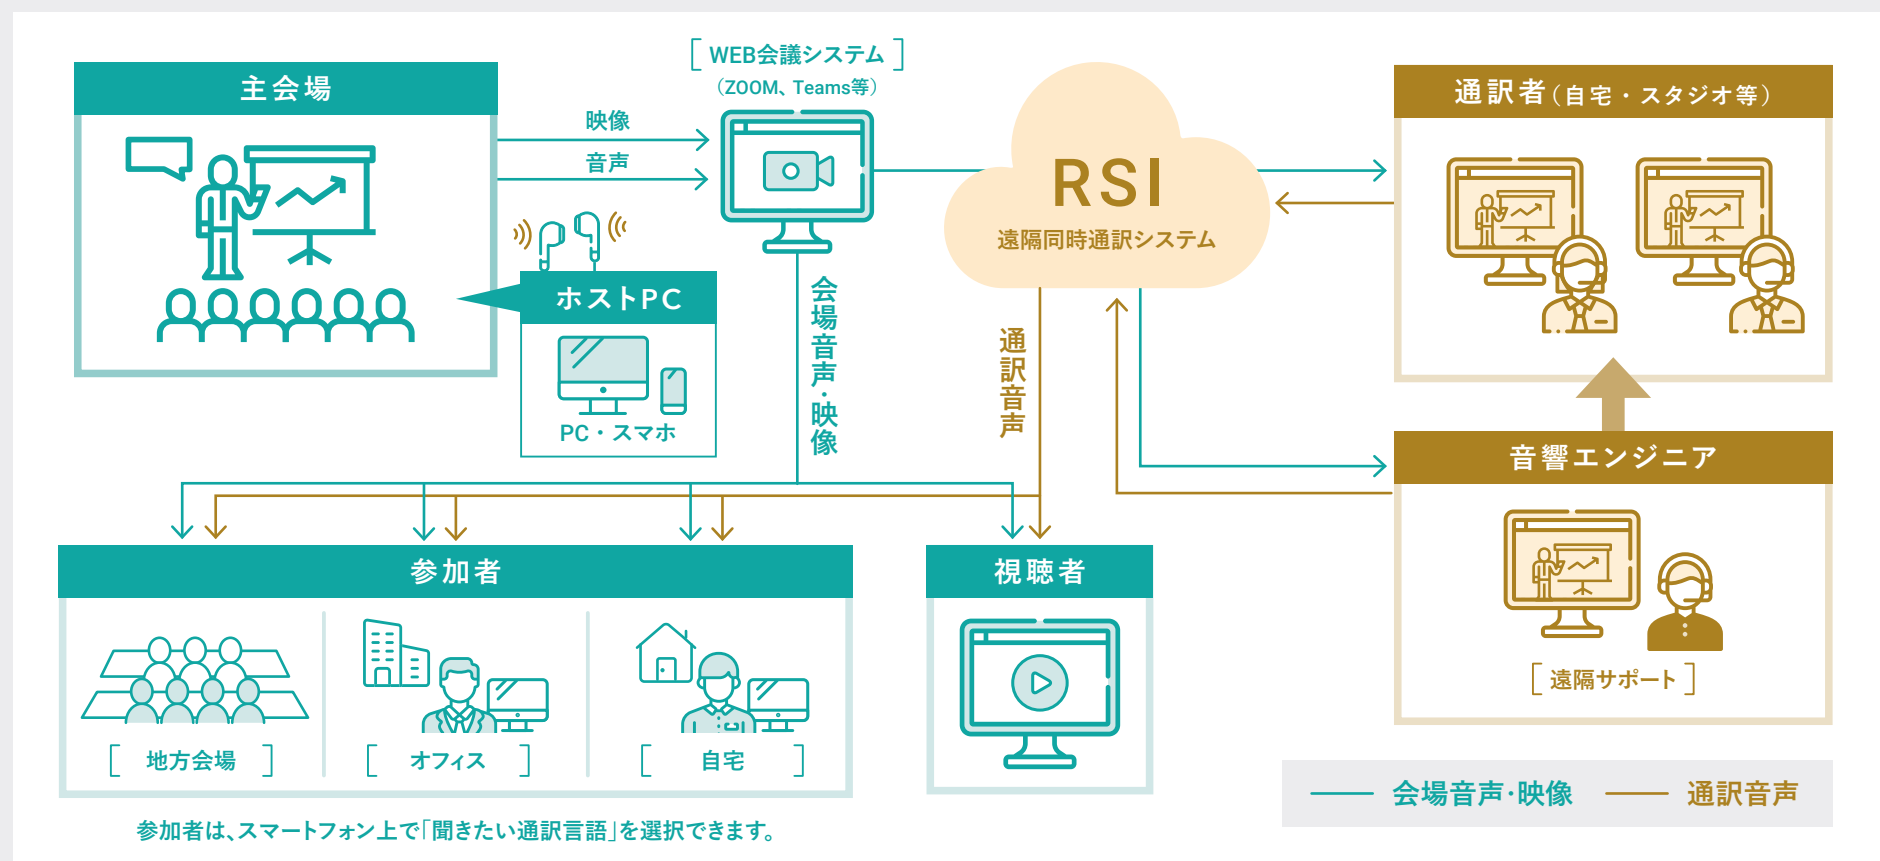 主会場
映像
音声
WEB会議システム
（ZOOM、Teams等）
RSI
遠隔同時通訳システム
通訳者（自宅・スタジオ等）
ホストPC
PC・スマホ
会場音声・映像
通訳音声
音響エンジニア
遠隔サポート
参加者
地方会場
オフィス
自宅
視聴者
会場音声・映像
通訳音声
参加者は、スマートフォン上で「聞きたい通訳言語」を選択できます。